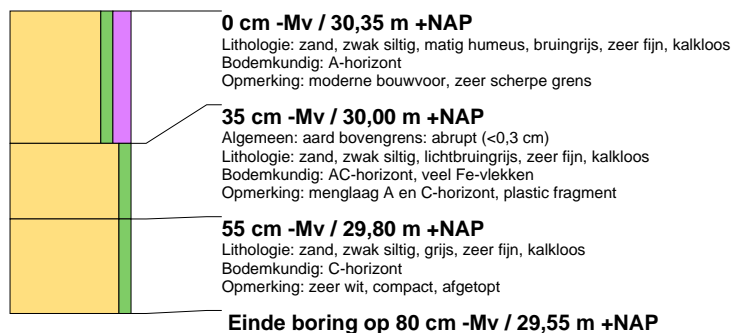 0 cm -Mv / 30,35 m +NAP
Lithologie: zand, zwak siltig, matig humeus, bruingrijs, zeer fijn, kalkloos
Bodemkundig: A-horizont
Opmerking: moderne bouwvoor, zeer scherpe grens
35 cm -Mv / 30,00 m +NAP
Algemeen: aard bovengrens: abrupt (<0,3 cm)
Lithologie: zand, zwak siltig, lichtbruingrijs, zeer fijn, kalkloos
Bodemkundig: AC-horizont, veel Fe-vlekken
Opmerking: menglaag A en C-horizont, plastic fragment
55 cm -Mv / 29,80 m +NAP
Lithologie: zand, zwak siltig, grijs, zeer fijn, kalkloos
Bodemkundig: C-horizont
Opmerking: zeer wit, compact, afgetopt
Einde boring op 80 cm -Mv / 29,55 m +NAP